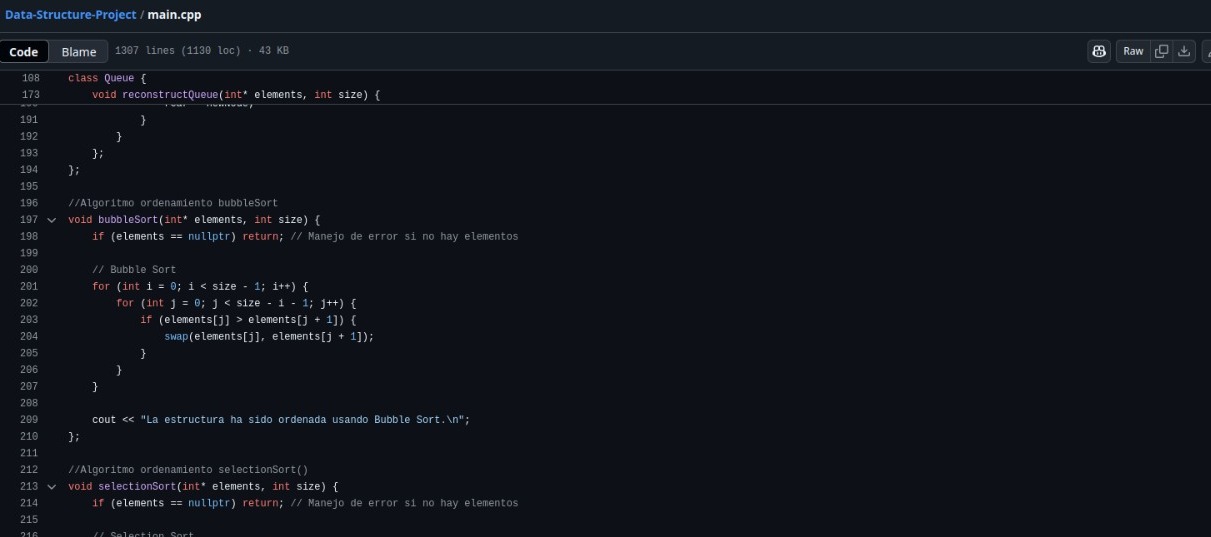 Data-Structure-Project / main.cpp
Code Blame 1307 lines (1130 loc) · 43 KB Raw
108 class Queue {
173 void reconstructQueue(int* elements, int size) {
191 }
192 }
193 };
194 };
195
196 //Algoritmo ordenamiento bubbleSort
197 void bubbleSort(int* elements, int size) {
198 if (elements == nullptr) return; // Manejo de error si no hay elementos
199
200 // Bubble Sort
201 for (int i = 0; i < size - 1; i++) {
202 for (int j = 0; j < size - i - 1; j++) {
203 if (elements[j] > elements[j + 1]) {
204 swap(elements[j], elements[j + 1]);
205 }
206 }
207 }
208
209 cout << "La estructura ha sido ordenada usando Bubble Sort.\n";
210 };
211
212 //Algoritmo ordenamiento selectionSort()
213 void selectionSort(int* elements, int size) {
214 if (elements == nullptr) return; // Manejo de error si no hay elementos
215
216 // Selection Sort